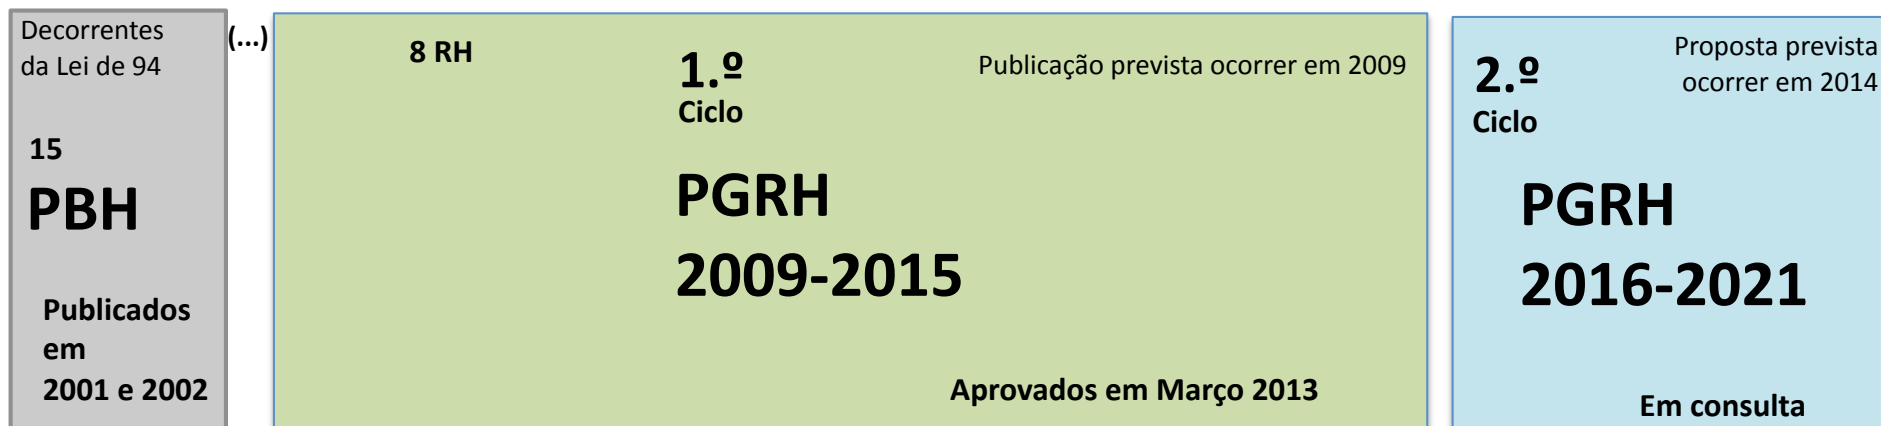 Decorrentes
da Lei de 94
15
PBH
Publicados
em
2001 e 2002
(...)
8 RH
1.º
Ciclo
Publicação prevista ocorrer em 2009
PGRH
2009-2015
Aprovados em Março 2013
2.º
Ciclo
Proposta prevista
ocorrer em 2014
PGRH
2016-2021
Em consulta